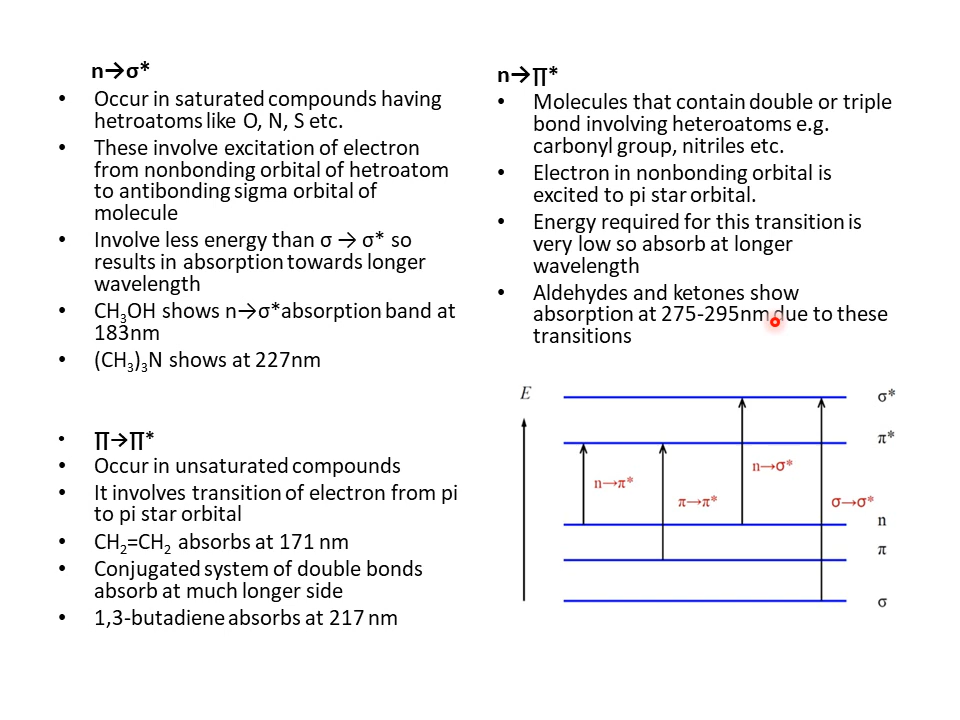 n→σ*
• Occur in saturated compounds having
hetroatoms like O, N, S etc.
• These involve excitation of electron
from nonbonding orbital of hetroatom
to antibonding sigma orbital of
molecule
• Involve less energy than σ → σ* so
results in absorption towards longer
wavelength
• CH₃OH shows n→σ*absorption band at
183nm
• (CH₃)₃N shows at 227nm
• ∏→∏*
• Occur in unsaturated compounds
• It involves transition of electron from pi
to pi star orbital
• CH₂=CH₂ absorbs at 171 nm
• Conjugated system of double bonds
absorb at much longer side
• 1,3-butadiene absorbs at 217 nm
n→∏*
• Molecules that contain double or triple
bond involving heteroatoms e.g.
carbonyl group, nitriles etc.
• Electron in nonbonding orbital is
excited to pi star orbital.
• Energy required for this transition is
very low so absorb at longer
wavelength
• Aldehydes and ketones show
absorption at 275-295nm due to these
transitions
E
σ*
π*
n→σ*
n→π*
π→π*
σ→σ*
n
π
σ